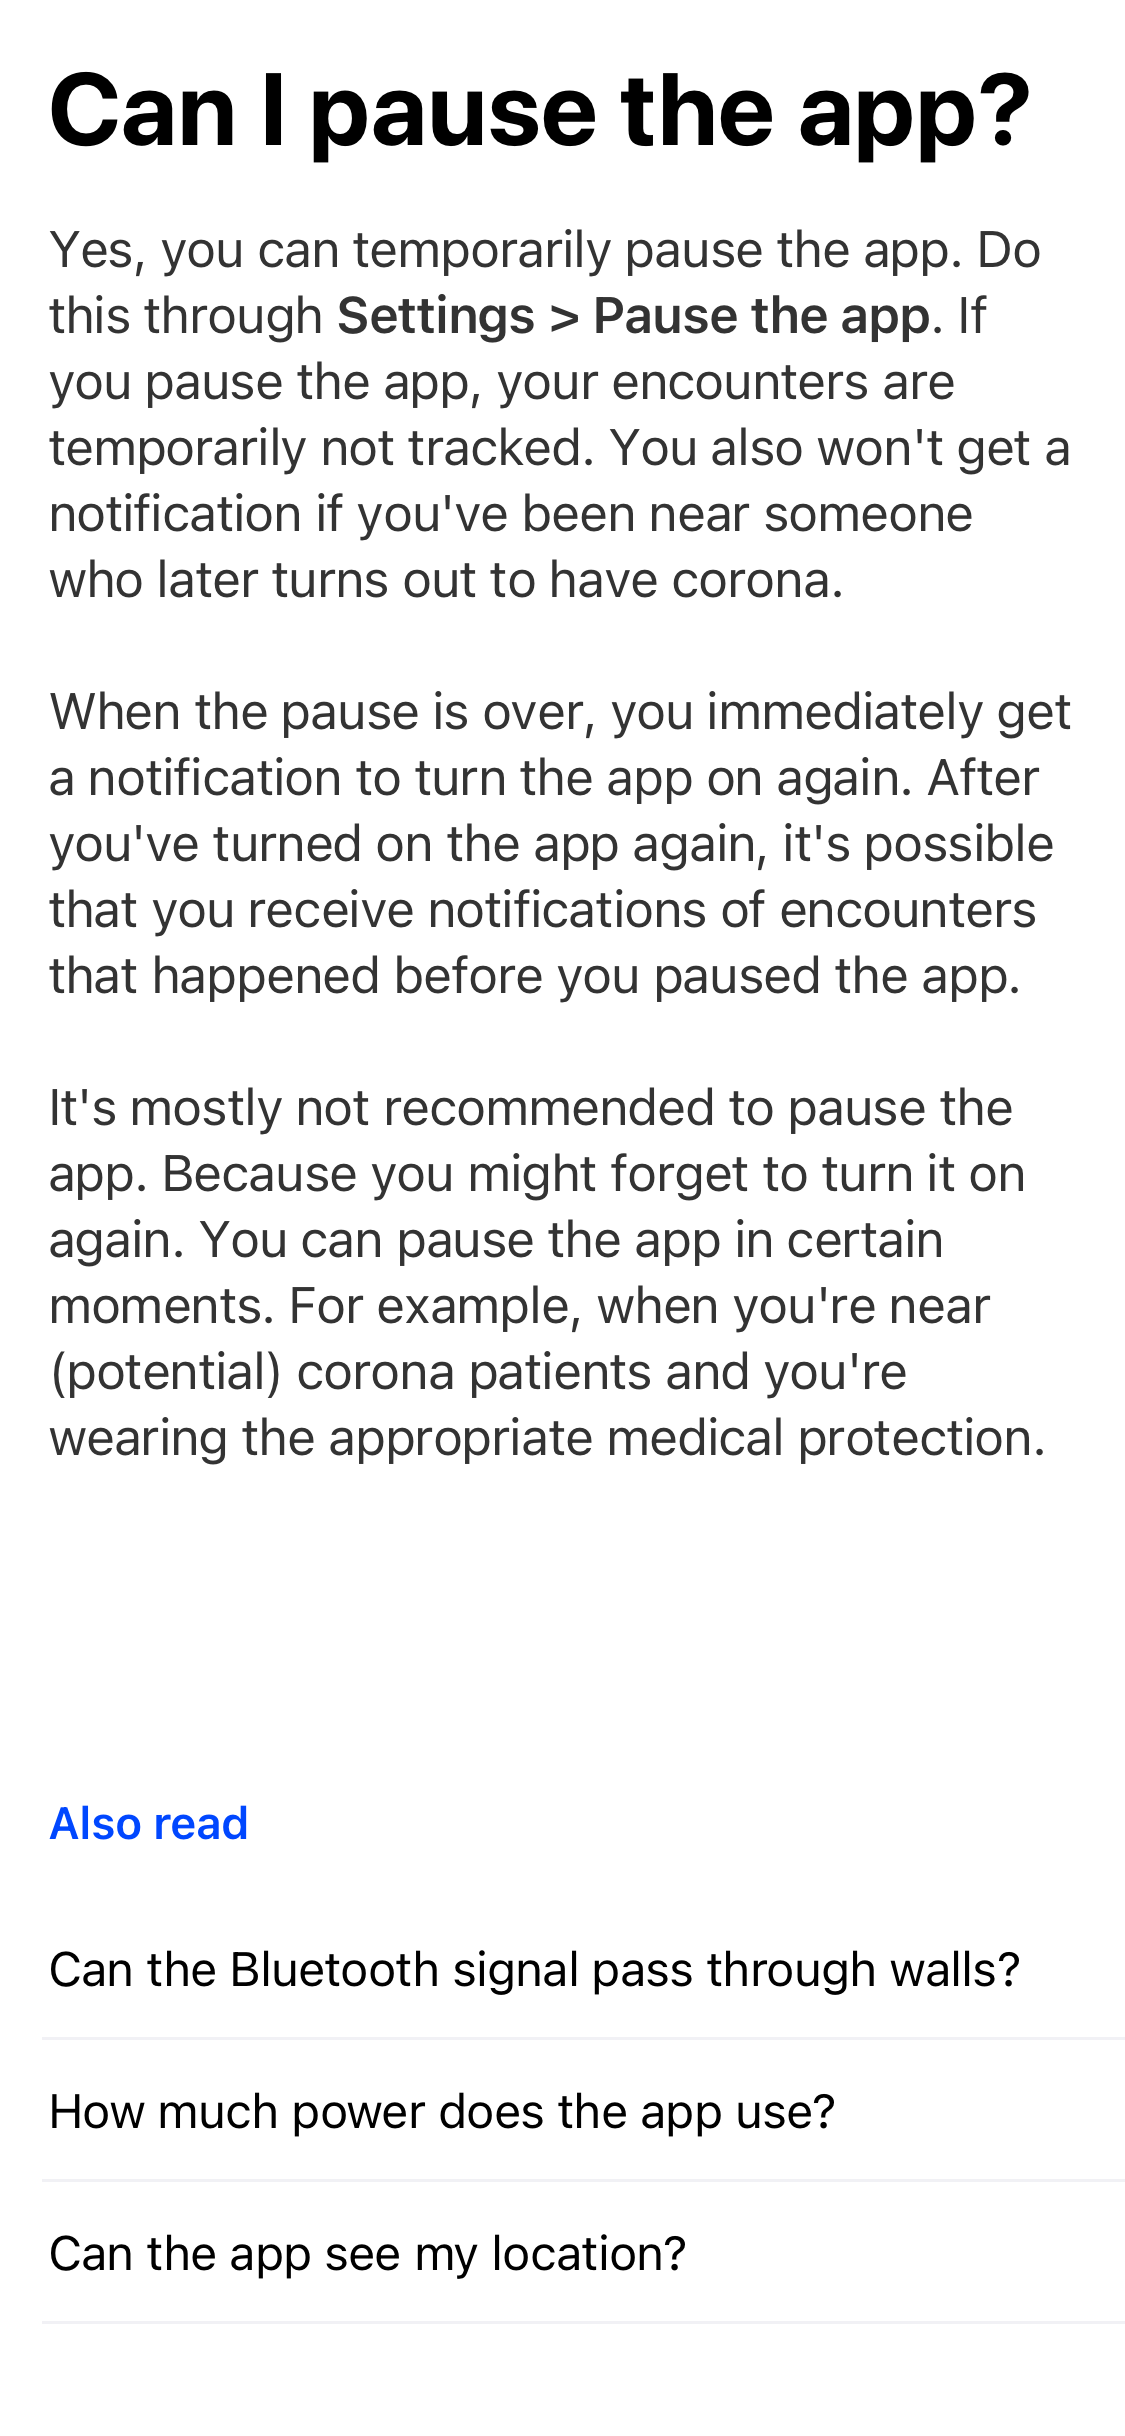 Can I pause the app?
Yes, you can temporarily pause the app. Do
this through Settings > Pause the app. If
you pause the app, your encounters are
temporarily not tracked. You also won't get a
notification if you've been near someone
who later turns out to have corona.
When the pause is over, you immediately get
a notification to turn the app on again. After
you've turned on the app again, it's possible
that you receive notifications of encounters
that happened before you paused the app.
It's mostly not recommended to pause the
app. Because you might forget to turn it on
again. You can pause the app in certain
moments. For example, when you're near
(potential) corona patients and you're
wearing the appropriate medical protection.
Also read
Can the Bluetooth signal pass through walls?
How much power does the app use?
Can the app see my location?